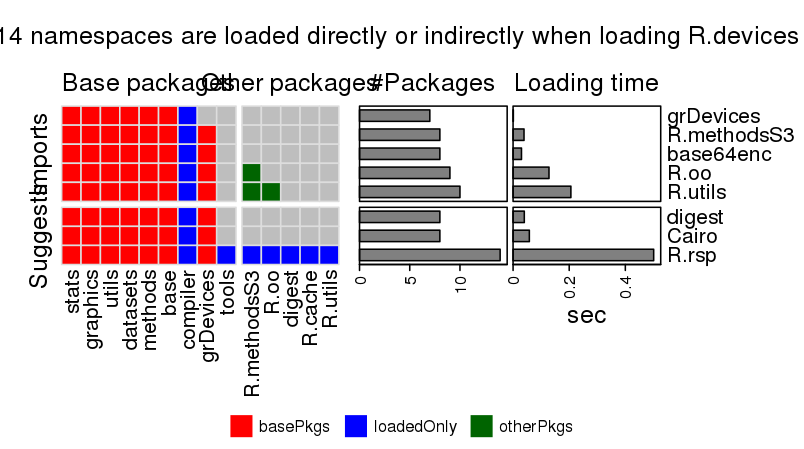 14 namespaces are loaded directly or indirectly when loading R.devices
Base packages
Other packages
#Packages
Loading time
Imports
Suggests
grDevices
R.methodsS3
base64enc
R.oo
R.utils
digest
Cairo
R.rsp
stats
graphics
utils
datasets
methods
base
compiler
grDevices
tools
R.methodsS3
R.oo
digest
R.cache
R.utils
0
5
10
0
0.2
0.4
sec
basePkgs
loadedOnly
otherPkgs